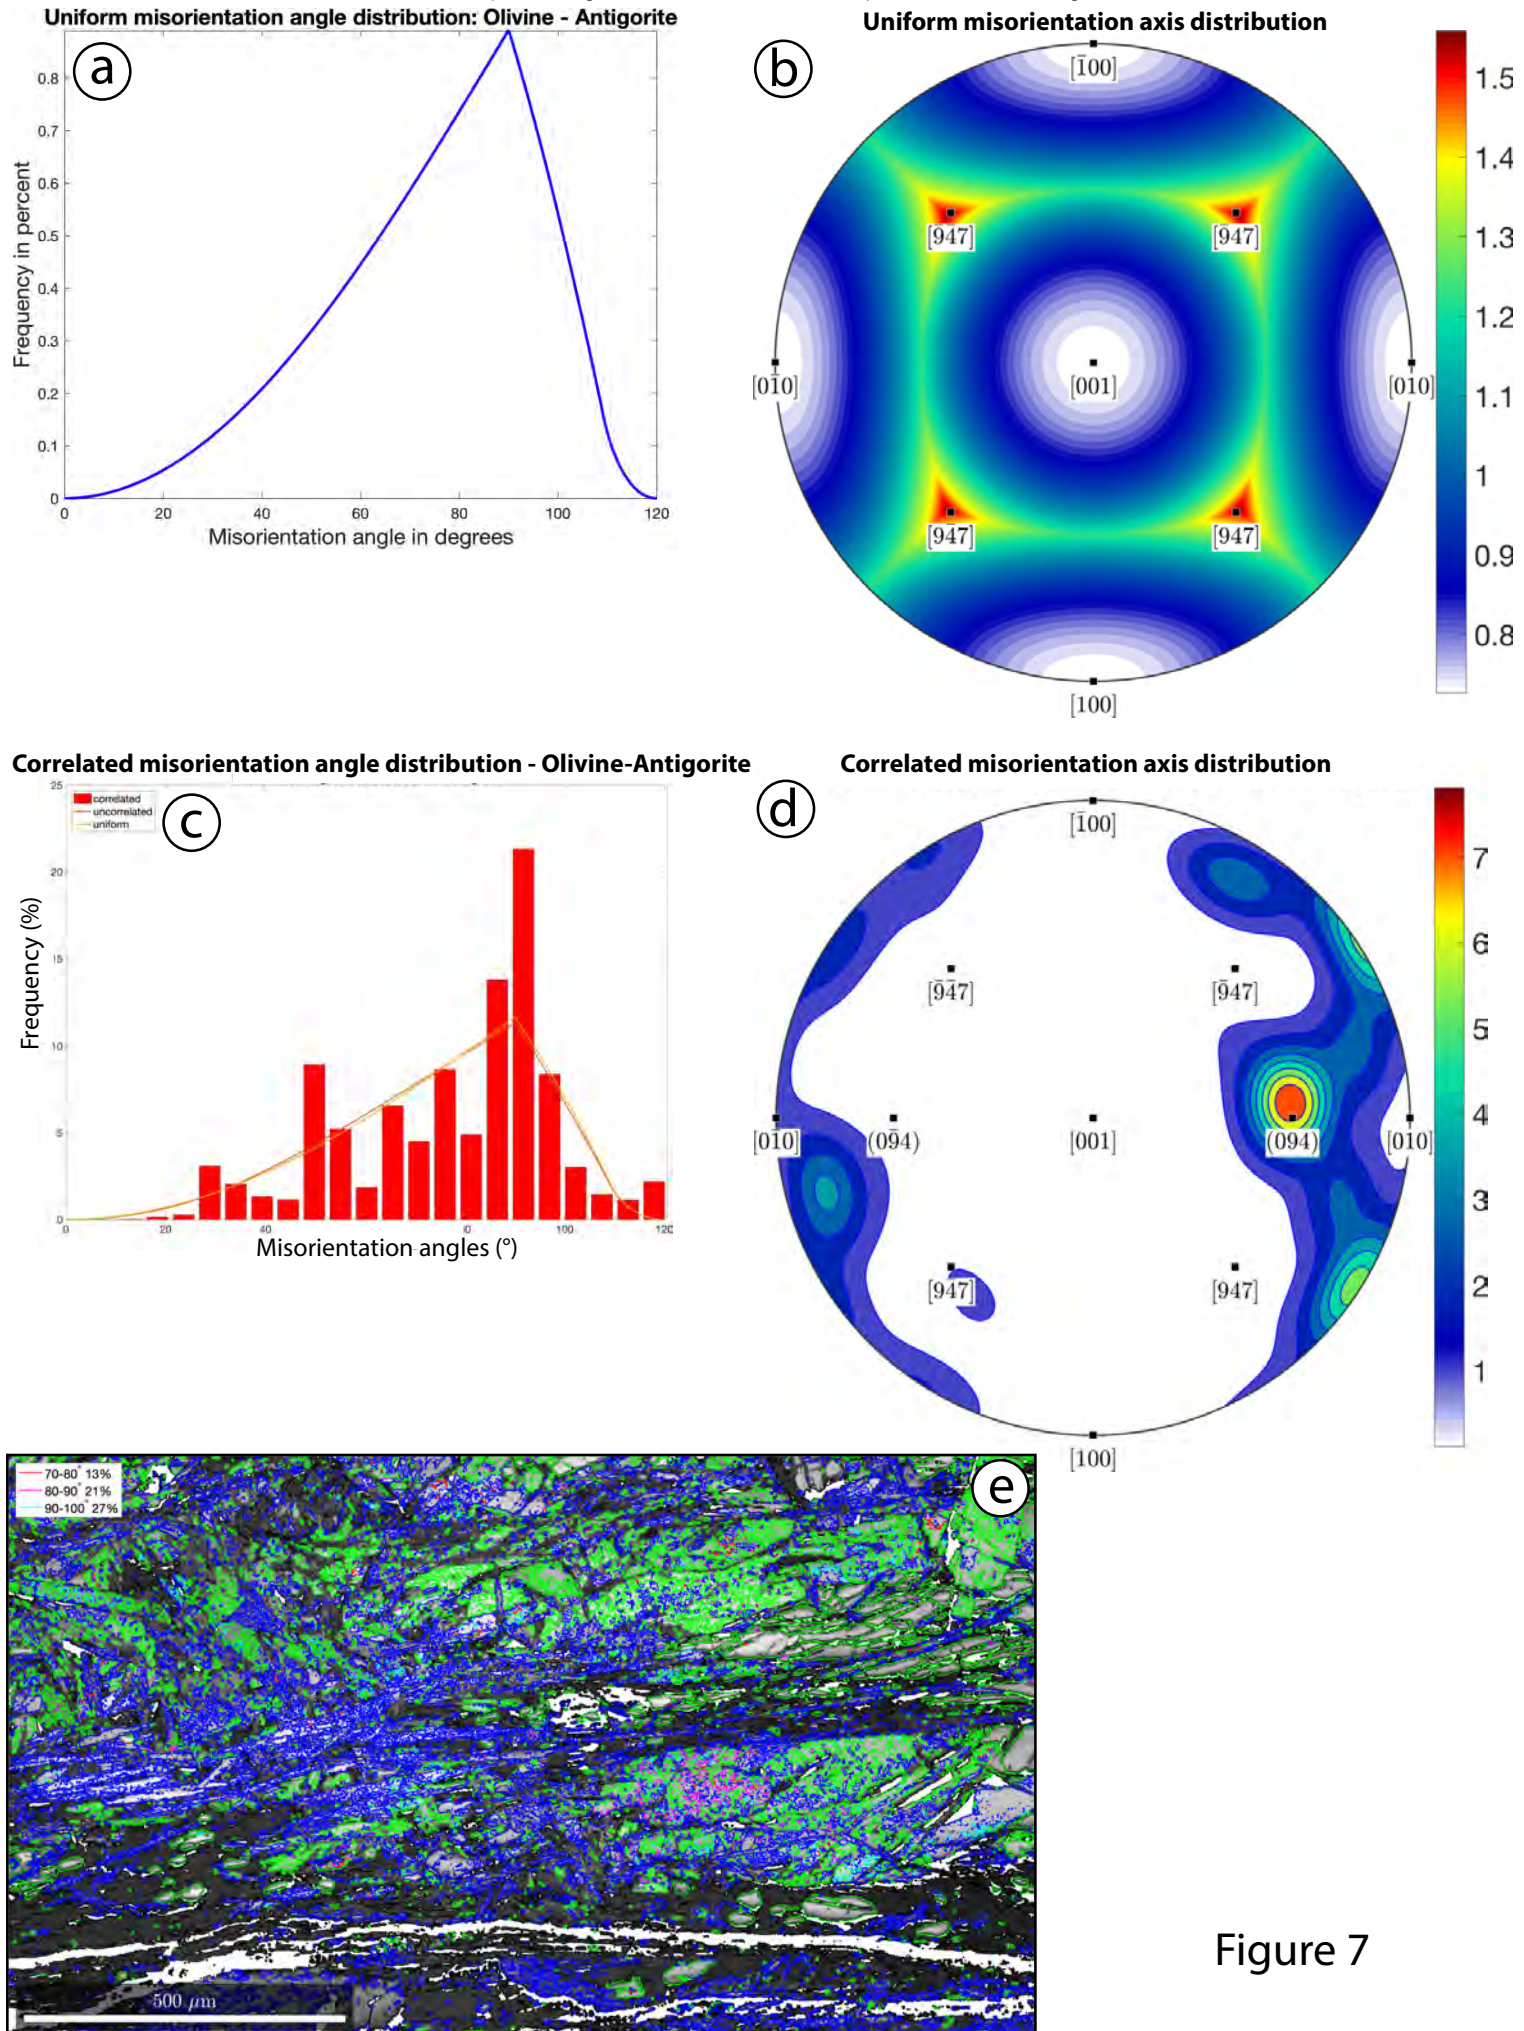 Uniform misorientation angle distribution: Olivine - Antigorite
a
Frequency in percent
0.8
0.7
0.6
0.5
0.4
0.3
0.2
0.1
0
0 20 40 60 80 100 120
Misorientation angle in degrees
Uniform misorientation axis distribution
b
[1̄00]
[9̄4̄7]
[9̄47]
[01̄0]
[001]
[010]
[94̄7]
[947]
[100]
1.5
1.4
1.3
1.2
1.1
1
0.9
0.8
Correlated misorientation angle distribution - Olivine-Antigorite
c
correlated
uncorrelated
uniform
Frequency (%)
25
20
15
10
5
0
0 20 40 80 100 120
Misorientation angles (°)
Correlated misorientation axis distribution
d
[1̄00]
[9̄4̄7]
[9̄47]
[01̄0]
(09̄4)
[001]
(094)
[010]
[94̄7]
[947]
[100]
7
6
5
4
3
2
1
70-80° 13%
80-90° 21%
90-100° 27%
e
500 μm
Figure 7